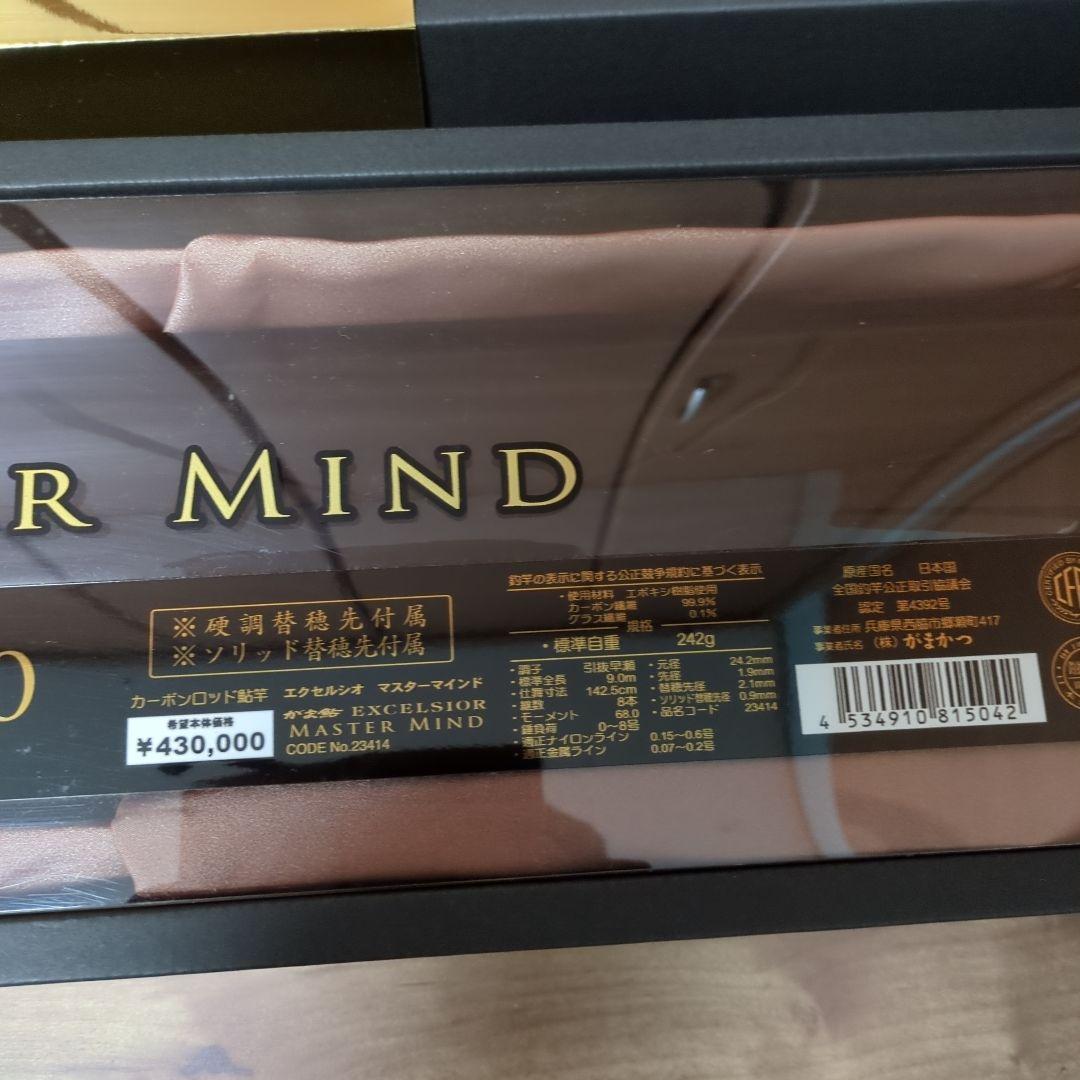 R MIND
0
※硬調替穂先付属
※ソリッド替穂先付属
カーボンロッド鮎竿 エクセルシオ マスターマインド
希望本体価格
¥430,000
がま鮎 EXCELSIOR
MASTER MIND
CODE No.23414
釣竿の表示に関する公正競争規約に基づく表示
・使用材料 エポキシ樹脂使用
カーボン繊維 99.9%
グラス繊維 0.1%
規格
・標準自重 242g
・調子 引抜早瀬
・標準全長 9.0m
・仕舞寸法 142.5cm
・継数 8本
・モーメント 68.0
・錘負荷 0〜8号
・適正ナイロンライン 0.15〜0.6号
・適正金属ライン 0.07〜0.2号
・元径 24.2mm
・先径 1.9mm
・替穂先径 2.1mm
・ソリッド替穂先径 0.9mm
・品名コード 23414
原産国名 日本国
全国釣竿公正取引協議会
認定 第4392号
事業者住所 兵庫県西脇市郷瀬町417
事業者氏名 (株) がまかつ
4 534910 815042